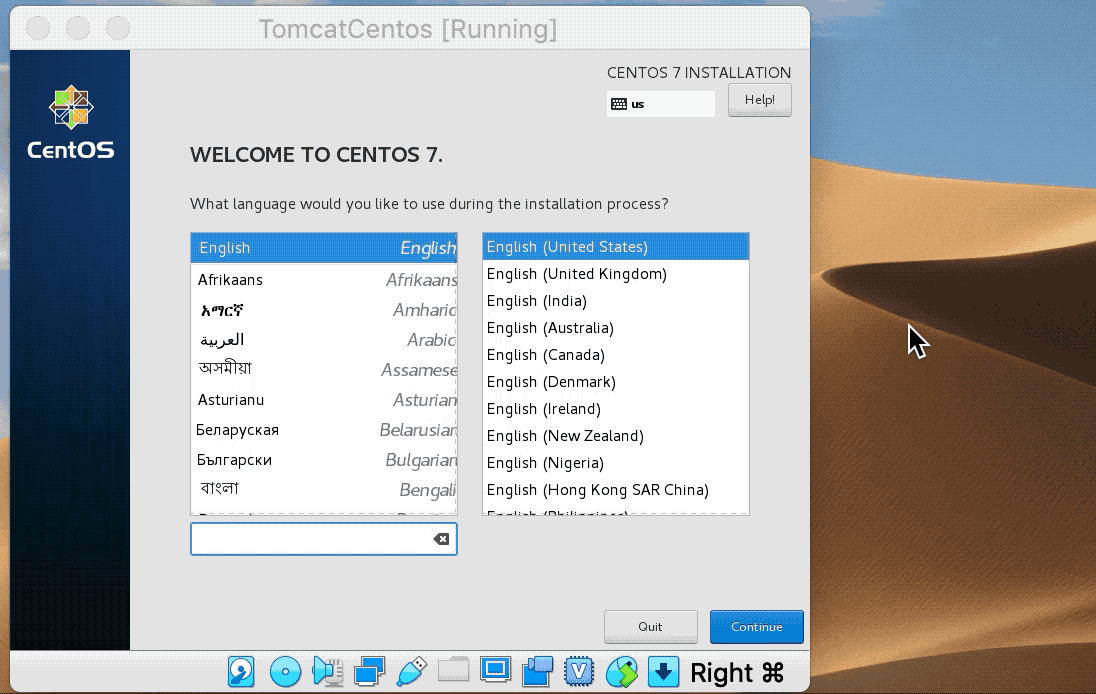 TomcatCentos [Running]
CentOS
CENTOS 7 INSTALLATION
us
Help!
WELCOME TO CENTOS 7.
What language would you like to use during the installation process?
English English
Afrikaans Afrikaans
አማርኛ Amharic
العربية Arabic
অসমীয়া Assamese
Asturianu Asturian
Беларуская Belarusian
Български Bulgarian
বাংলা Bengali
English (United States)
English (United Kingdom)
English (India)
English (Australia)
English (Canada)
English (Denmark)
English (Ireland)
English (New Zealand)
English (Nigeria)
English (Hong Kong SAR China)
English (Philippines)
Quit
Continue
V
Right ⌘